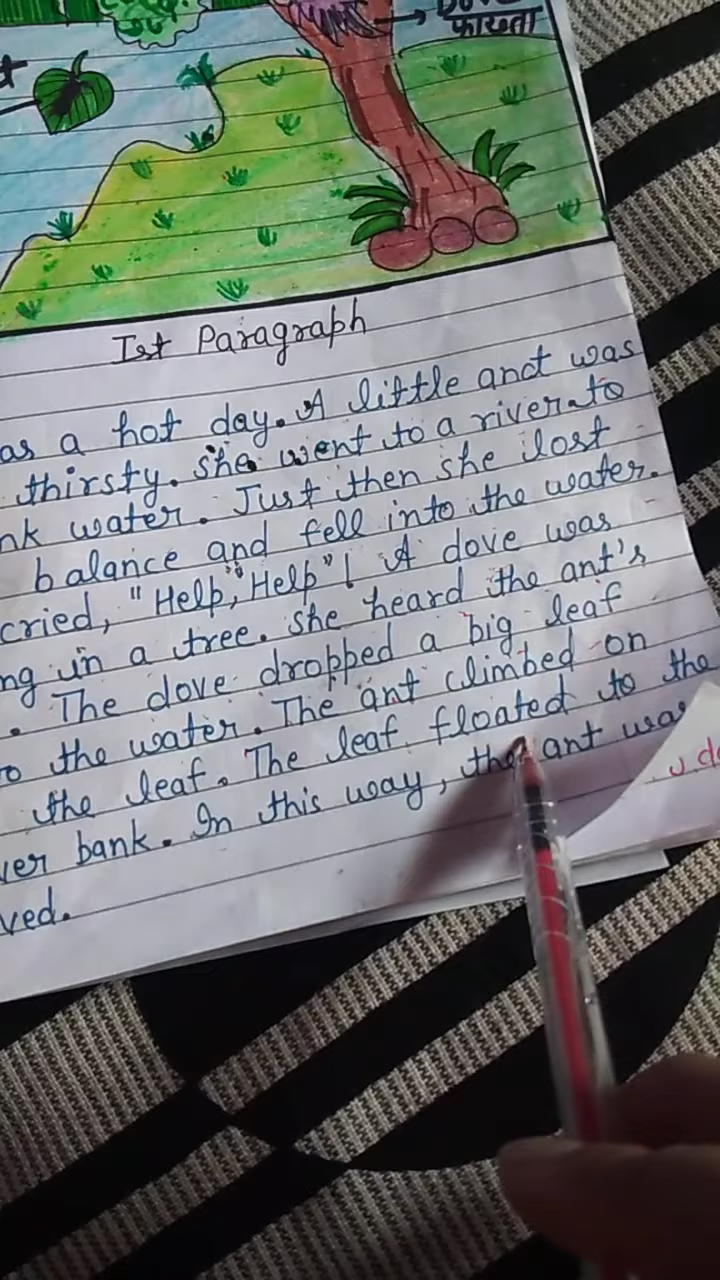 फाख्ता
Ist Paragraph
as a hot day. A little anct was
thirsty. She went to a river to
nk water. Just then she lost
balance and fell into the water.
cried, "Help," "Help"! A dove was
ng in a tree. She heard the ant's
. The dove dropped a big leaf
o the water. The ant climbed on
the leaf. The leaf floated to the
ver bank. In this way, the ant was
ved.